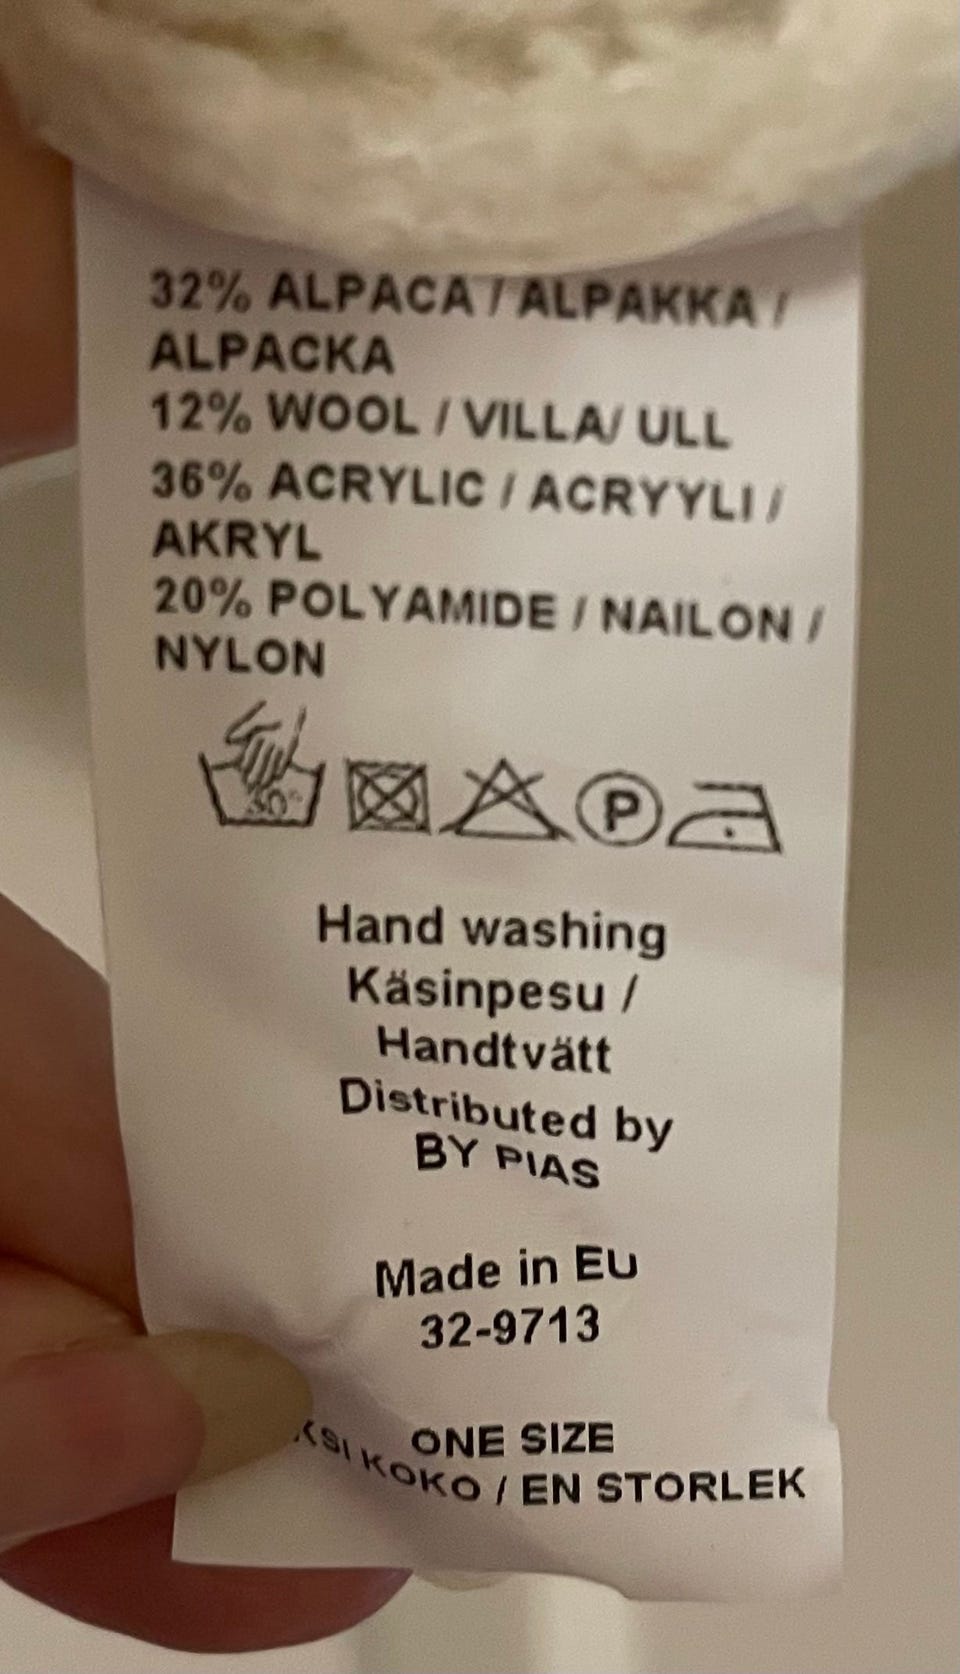 32% ALPACA / ALPAKKA /
ALPACKA
12% WOOL / VILLA/ ULL
36% ACRYLIC / ACRYYLI /
AKRYL
20% POLYAMIDE / NAILON /
NYLON
30° P
Hand washing
Käsinpesu /
Handtvätt
Distributed by
BY PIAS
Made in EU
32-9713
ONE SIZE
KOKO / EN STORLEK